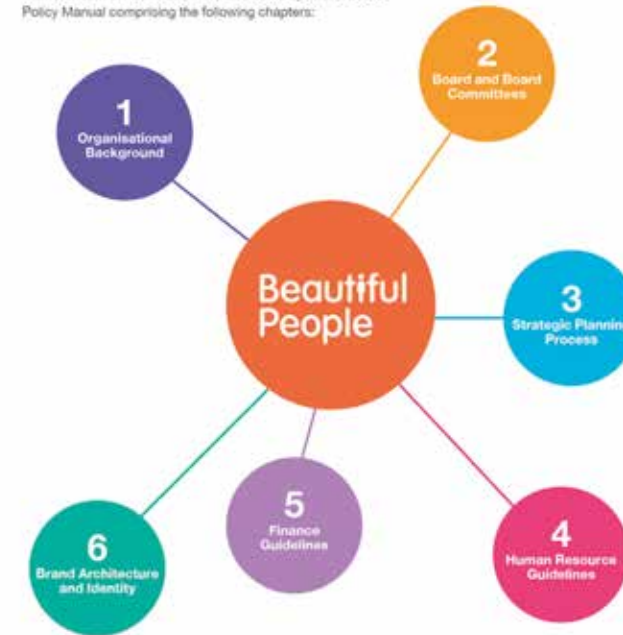 Policy Manual comprising the following chapters:
1
Organisational
Background
2
Board and Board
Committees
Beautiful
People
3
Strategic Planning
Process
4
Human Resource
Guidelines
5
Finance
Guidelines
6
Brand Architecture
and Identity